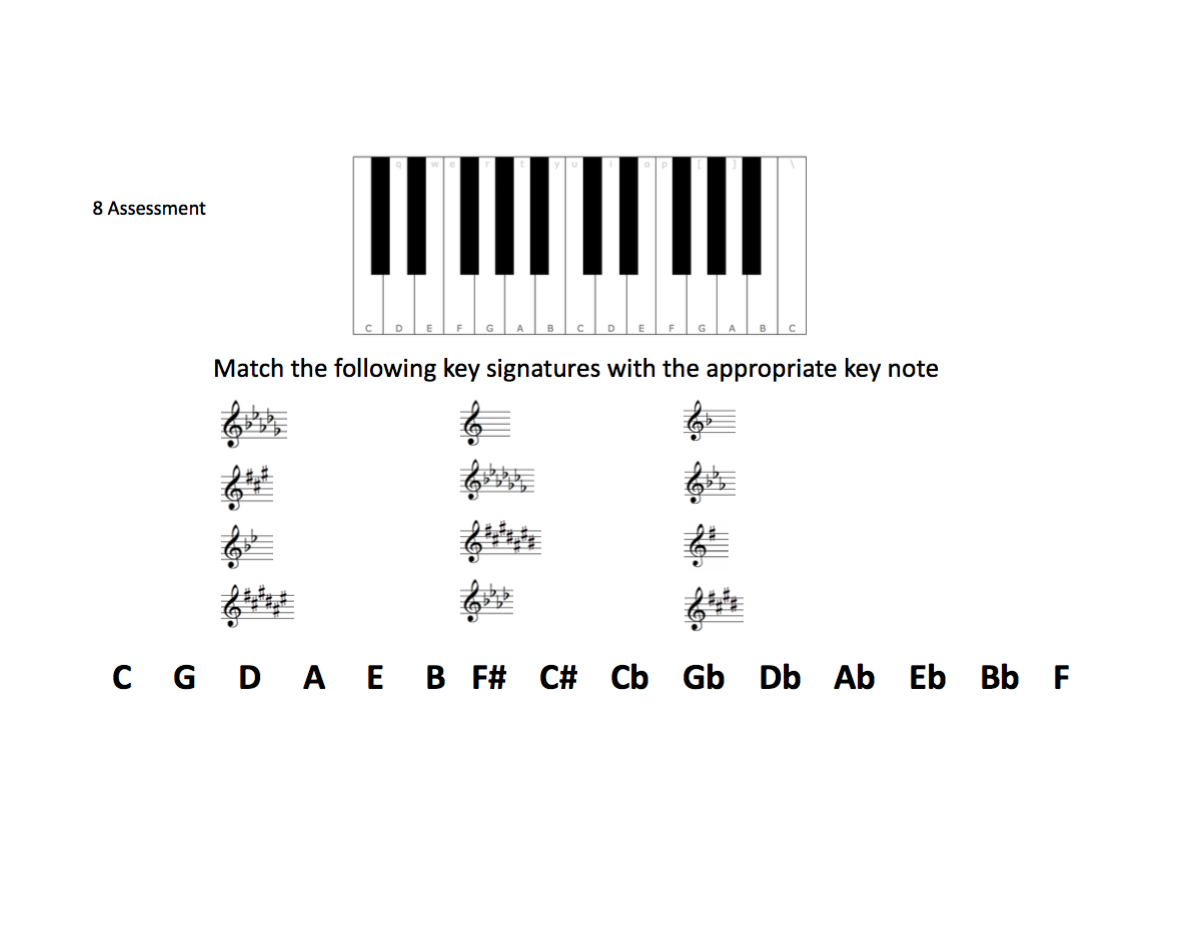 q w e r t y u i o p [ ] \
8 Assessment
C D E F G A B C D E F G A B C
Match the following key signatures with the appropriate key note
C G D A E B F# C# Cb Gb Db Ab Eb Bb F